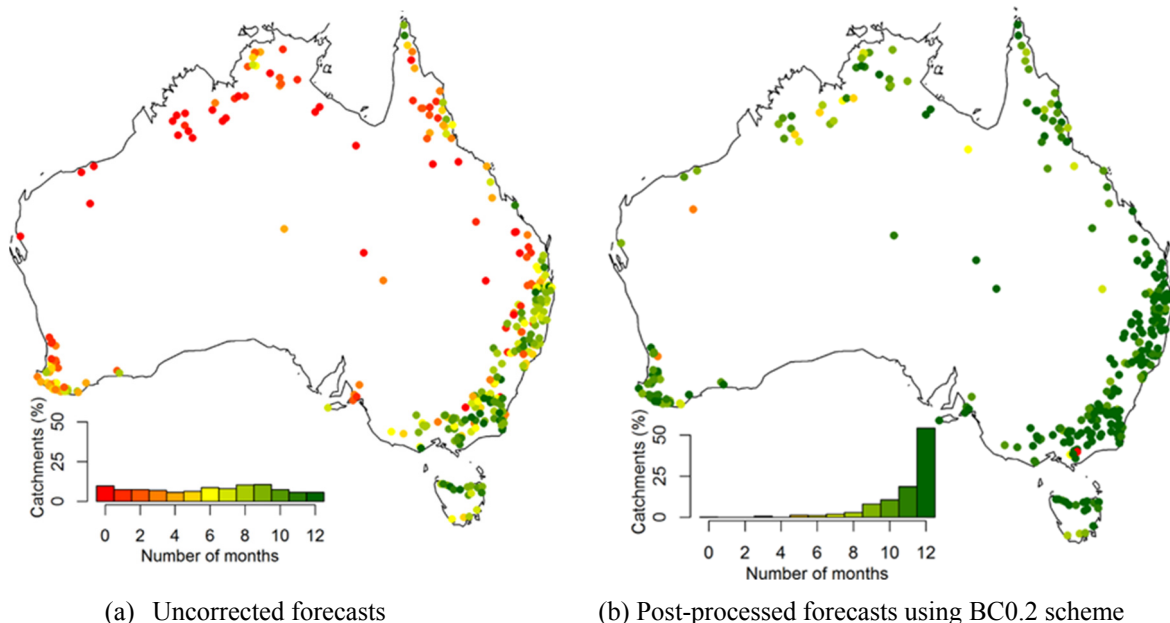 Catchments (%)
50
25
0
0 2 4 6 8 10 12
Number of months
Catchments (%)
50
25
0
0 2 4 6 8 10 12
Number of months
(a) Uncorrected forecasts
(b) Post-processed forecasts using BC0.2 scheme